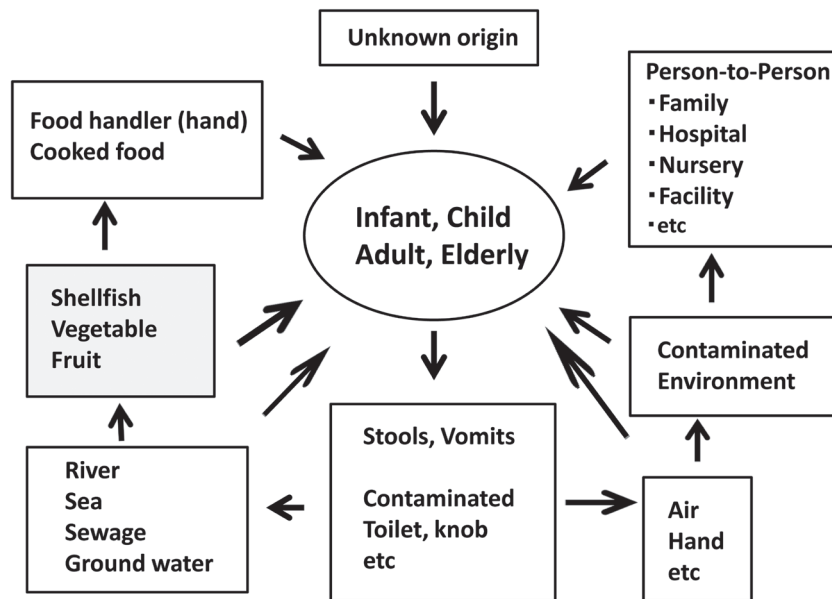 Unknown origin
Food handler (hand)
Cooked food
Person-to-Person
・Family
・Hospital
・Nursery
・Facility
・etc
Infant, Child
Adult, Elderly
Shellfish
Vegetable
Fruit
Contaminated
Environment
River
Sea
Sewage
Ground water
Stools, Vomits
Contaminated
Toilet, knob
etc
Air
Hand
etc